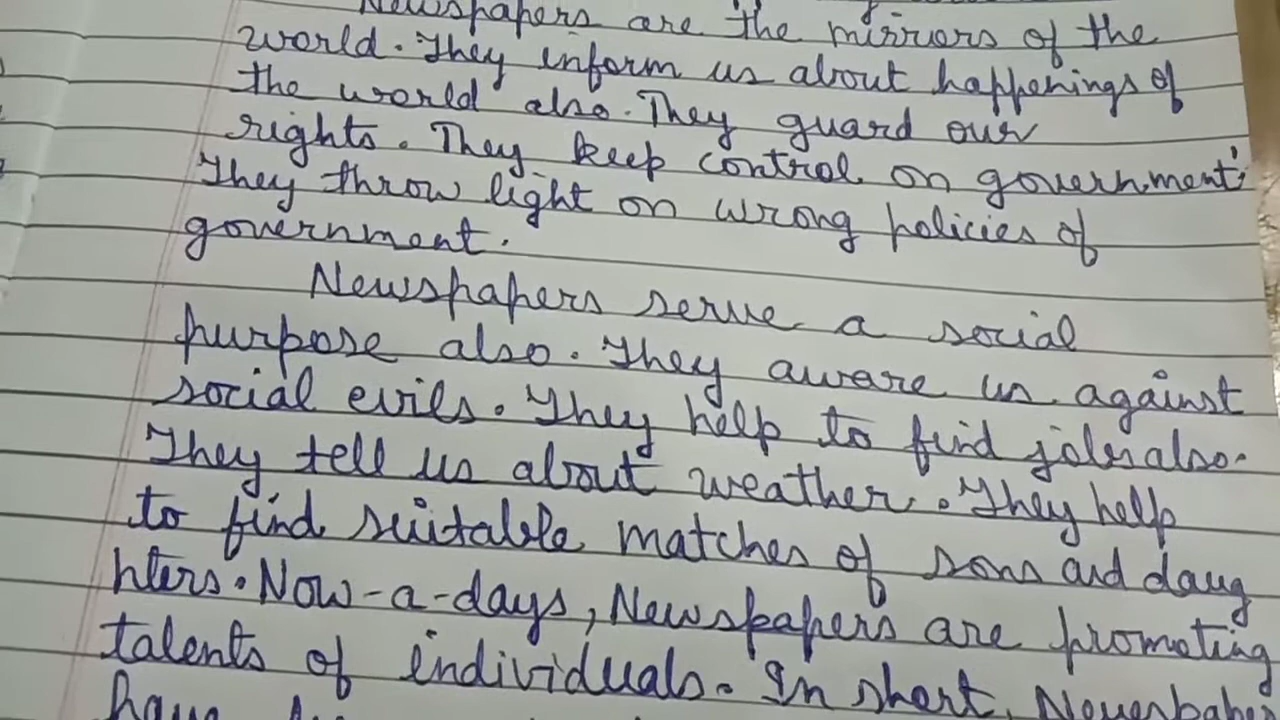 Newspapers are the mirrors of the
world. They inform us about happenings of
the world also. They guard our
rights. They keep control on government.
They throw light on wrong policies of
government.
Newspapers serve a social
purpose also. They aware us against
social evils. They help to find jobs also.
They tell us about weather. They help
to find suitable matches of sons and daug
hters. Now-a-days, Newspapers are promoting
talents of individuals. In short, Newspaper
have